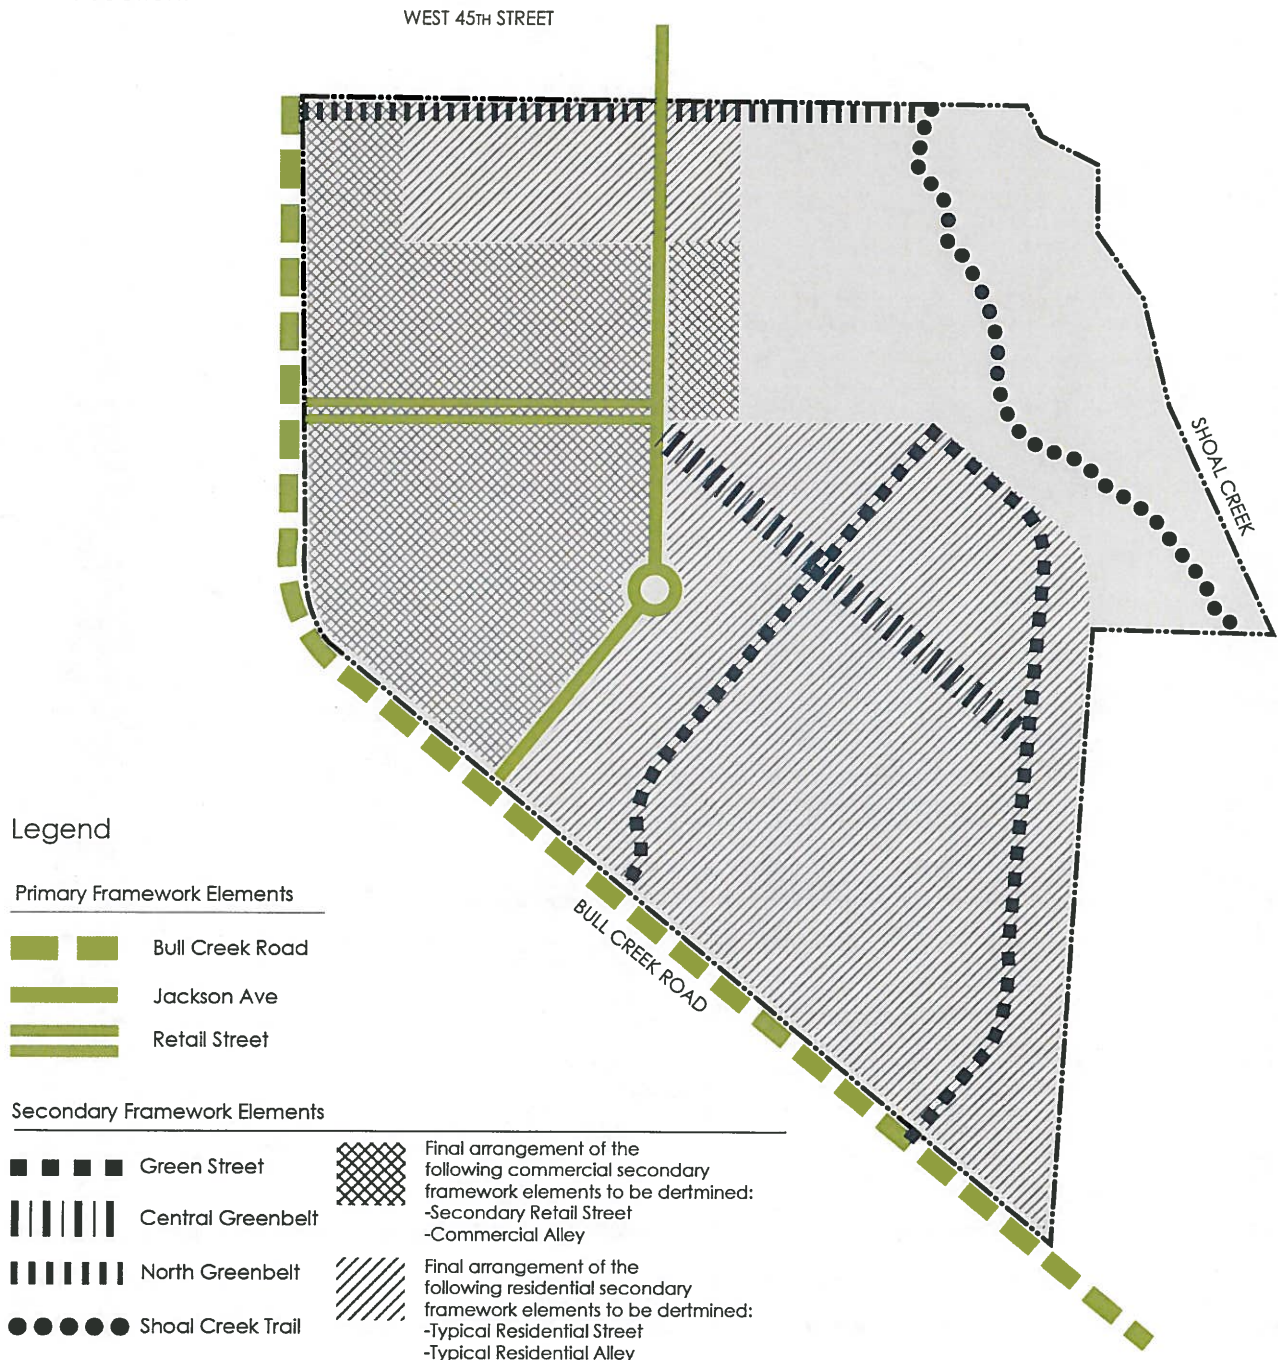 WEST 45TH STREET
SHOAL CREEK
BULL CREEK ROAD
Legend
Primary Framework Elements
Bull Creek Road
Jackson Ave
Retail Street
Secondary Framework Elements
Green Street
Central Greenbelt
North Greenbelt
Shoal Creek Trail
Final arrangement of the
following commercial secondary
framework elements to be dertmined:
-Secondary Retail Street
-Commercial Alley
Final arrangement of the
following residential secondary
framework elements to be dertmined:
-Typical Residential Street
-Typical Residential Alley